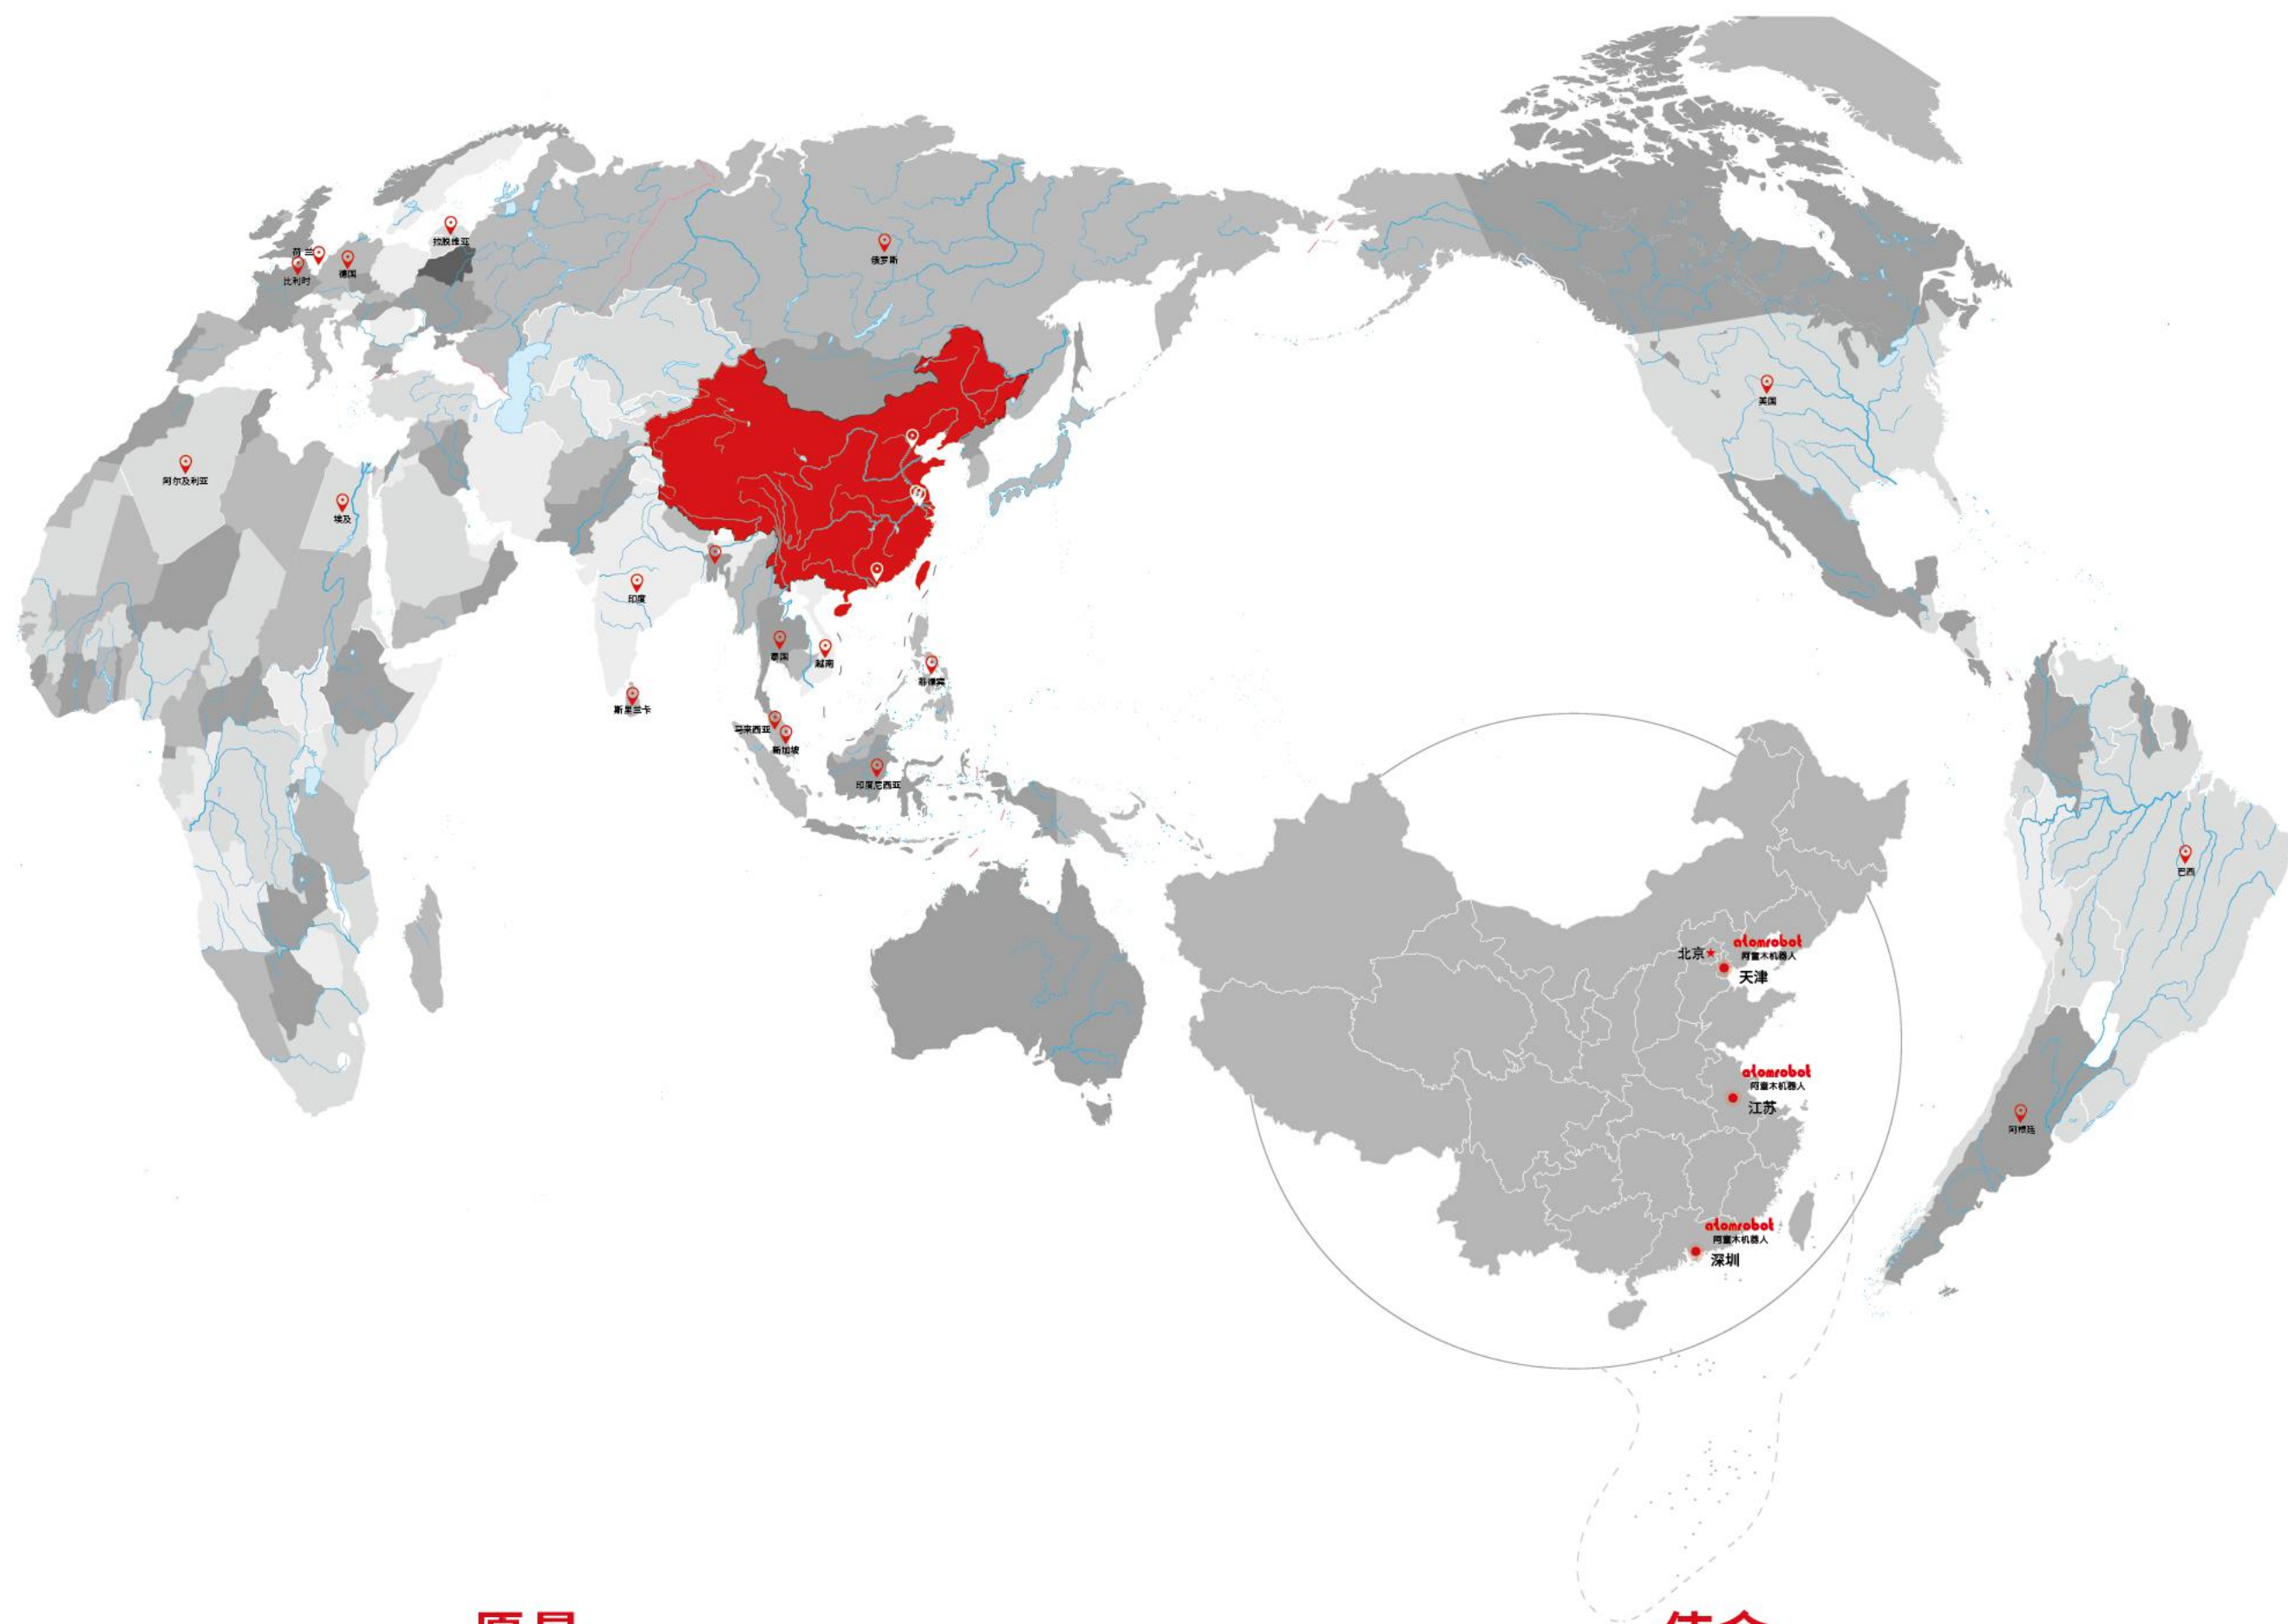 拉脱维亚
荷兰
德国
比利时
俄罗斯
美国
阿尔及利亚
埃及
印度
泰国
越南
菲律宾
斯里兰卡
马来西亚
新加坡
印度尼西亚
巴西
阿根廷
北京
atomrobot
阿童木机器人
天津
atomrobot
阿童木机器人
江苏
atomrobot
阿童木机器人
深圳